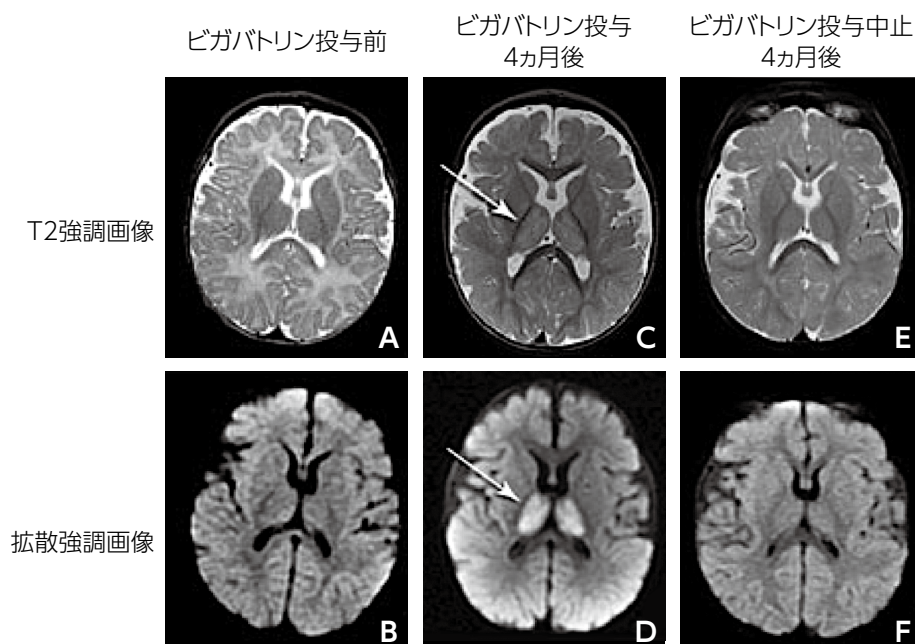 ビガバトリン投与前
ビガバトリン投与
4ヵ月後
ビガバトリン投与中止
4ヵ月後
T2強調画像
A
C
E
拡散強調画像
B
D
F